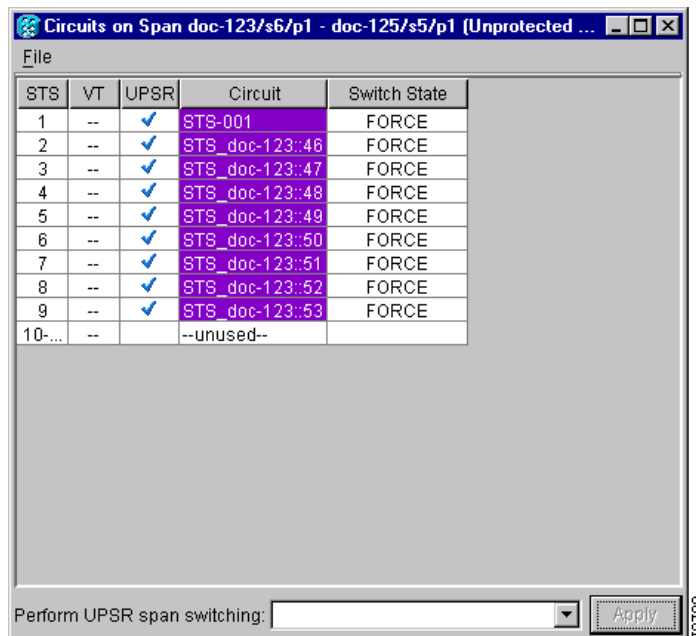 Circuits on Span doc-123/s6/p1 - doc-125/s5/p1 (Unprotected ...
File
STS VT UPSR Circuit Switch State
1 -- ✓ STS-001 FORCE
2 -- ✓ STS_doc-123::46 FORCE
3 -- ✓ STS_doc-123::47 FORCE
4 -- ✓ STS_doc-123::48 FORCE
5 -- ✓ STS_doc-123::49 FORCE
6 -- ✓ STS_doc-123::50 FORCE
7 -- ✓ STS_doc-123::51 FORCE
8 -- ✓ STS_doc-123::52 FORCE
9 -- ✓ STS_doc-123::53 FORCE
10-... -- --unused--
Perform UPSR span switching: Apply